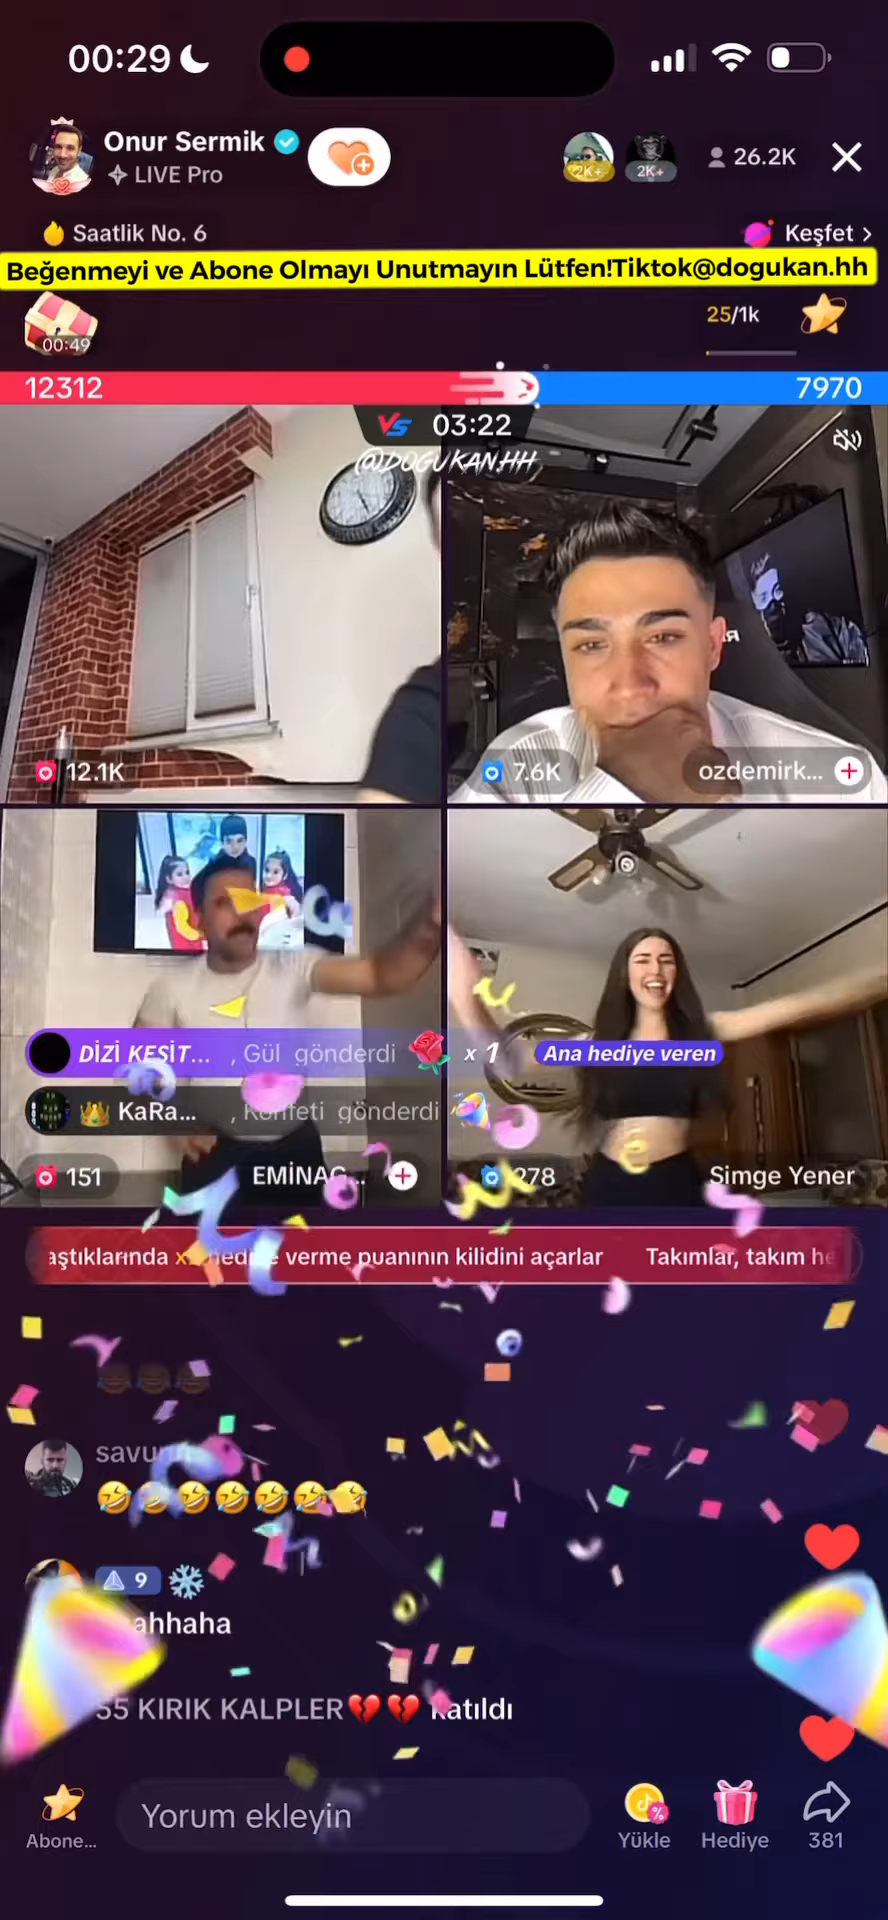 00:29
Onur Sermik
LIVE Pro
2K+
2K+
26.2K
Saatlik No. 6
Keşfet >
Beğenmeyi ve Abone Olmayı Unutmayın Lütfen!Tiktok@dogukan.hh
00:49
25/1k
12312
7970
VS 03:22
@DOGUKAN.HH
12.1K
7.6K
ozdemirk...
DİZİ KESİT... , Gül gönderdi x 1
Ana hediye veren
KaRa... , Konfeti gönderdi
151
EMİNAÇ...
278
Simge Yener
aştıklarında verme puanının kilidini açarlar Takımlar, takım he
9
ahhaha
55 KIRIK KALPLER💔💔 katıldı
Abone...
Yorum ekleyin
Yükle
Hediye
381